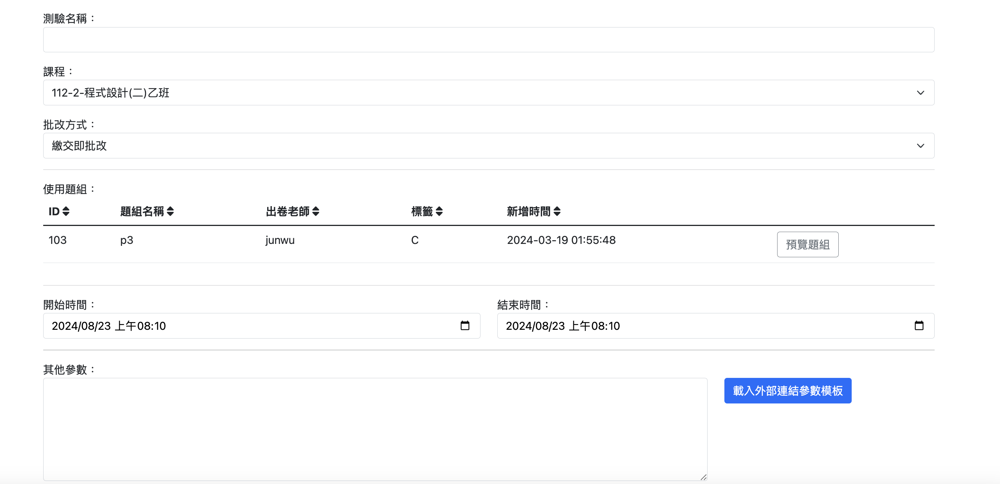 測驗名稱：
課程：
112-2-程式設計(二)乙班
批改方式：
繳交即批改
使用題組：
ID 題組名稱 出卷老師 標籤 新增時間
103 p3 junwu C 2024-03-19 01:55:48 預覽題組
開始時間： 結束時間：
2024/08/23 上午08:10 2024/08/23 上午08:10
其他參數：
載入外部連結參數模板